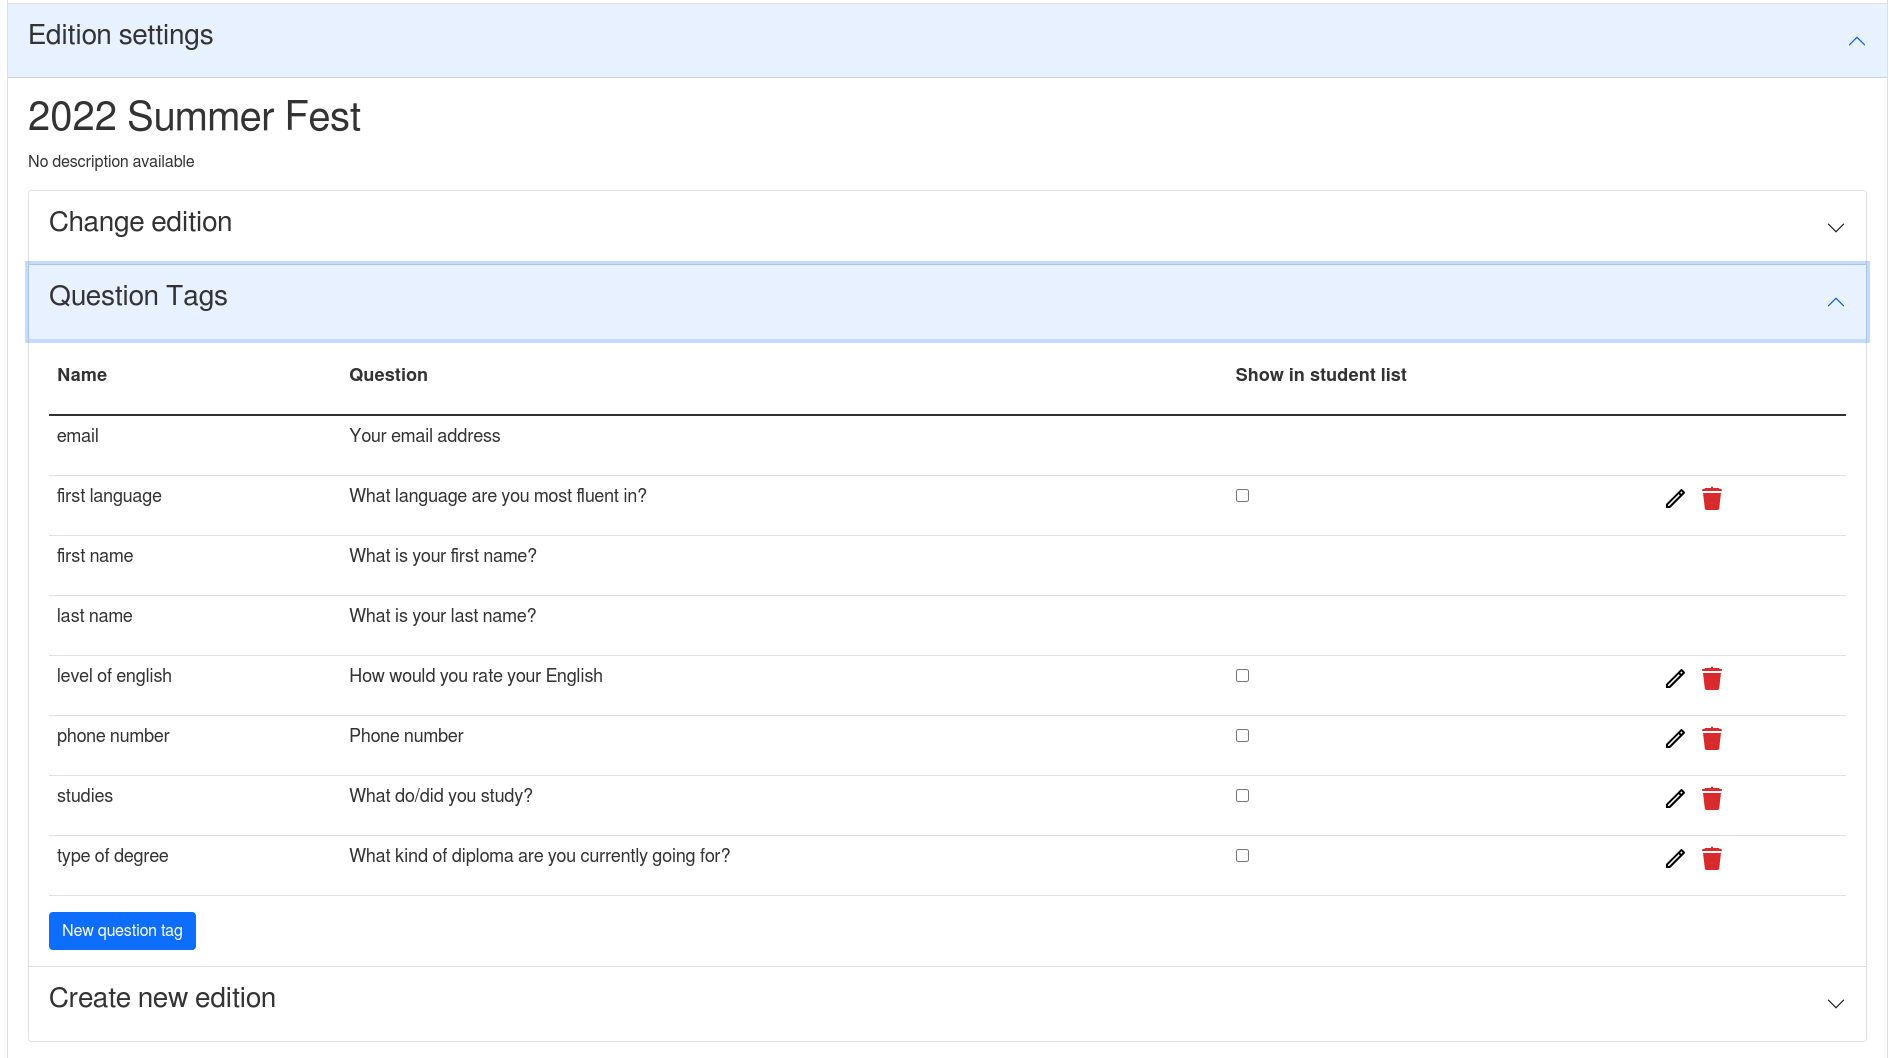 Edition settings
2022 Summer Fest
No description available
Change edition
Question Tags
Name Question Show in student list
email Your email address
first language What language are you most fluent in?
first name What is your first name?
last name What is your last name?
level of english How would you rate your English
phone number Phone number
studies What do/did you study?
type of degree What kind of diploma are you currently going for?
New question tag
Create new edition